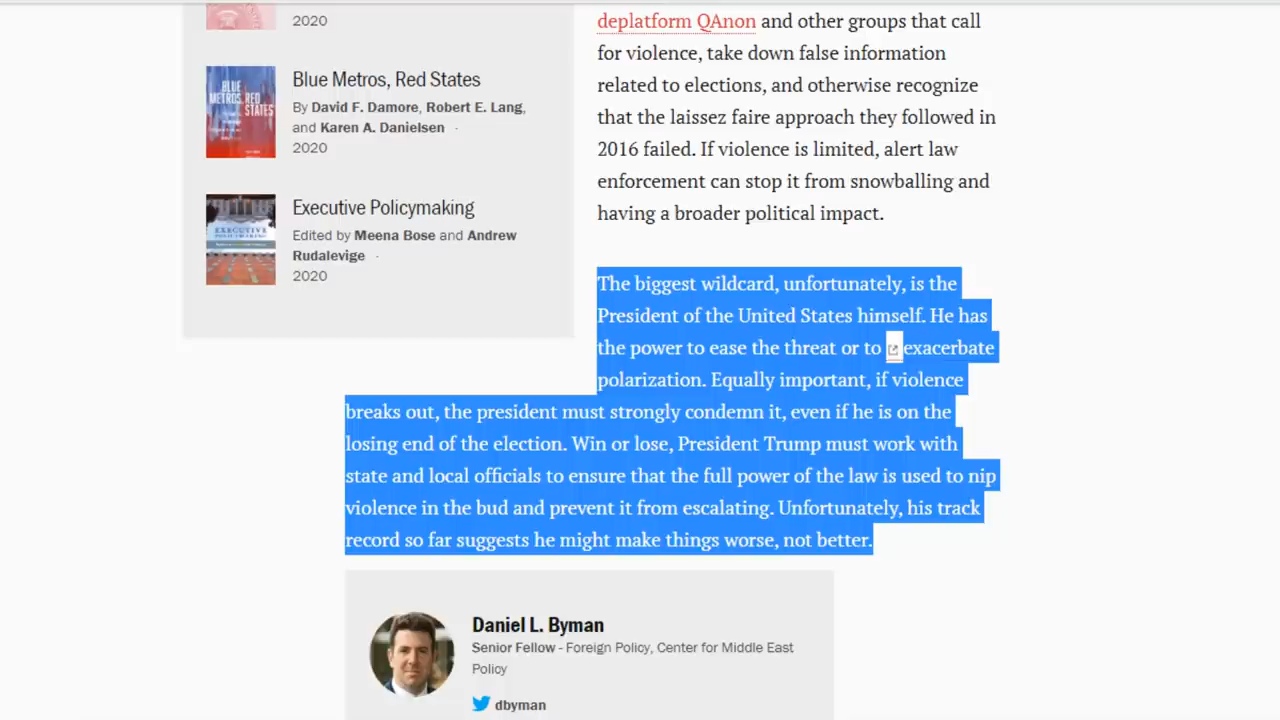 2020
Blue Metros, Red States
By David F. Damore, Robert E. Lang,
and Karen A. Danielsen ·
2020
BLUE
METROS, RED
STATES
Executive Policymaking
Edited by Meena Bose and Andrew
Rudalevige ·
2020
EXECUTIVE
POLICYMAKING
deplatform QAnon and other groups that call
for violence, take down false information
related to elections, and otherwise recognize
that the laissez faire approach they followed in
2016 failed. If violence is limited, alert law
enforcement can stop it from snowballing and
having a broader political impact.
The biggest wildcard, unfortunately, is the
President of the United States himself. He has
the power to ease the threat or to exacerbate
polarization. Equally important, if violence
breaks out, the president must strongly condemn it, even if he is on the
losing end of the election. Win or lose, President Trump must work with
state and local officials to ensure that the full power of the law is used to nip
violence in the bud and prevent it from escalating. Unfortunately, his track
record so far suggests he might make things worse, not better.
Daniel L. Byman
Senior Fellow - Foreign Policy, Center for Middle East
Policy
dbyman